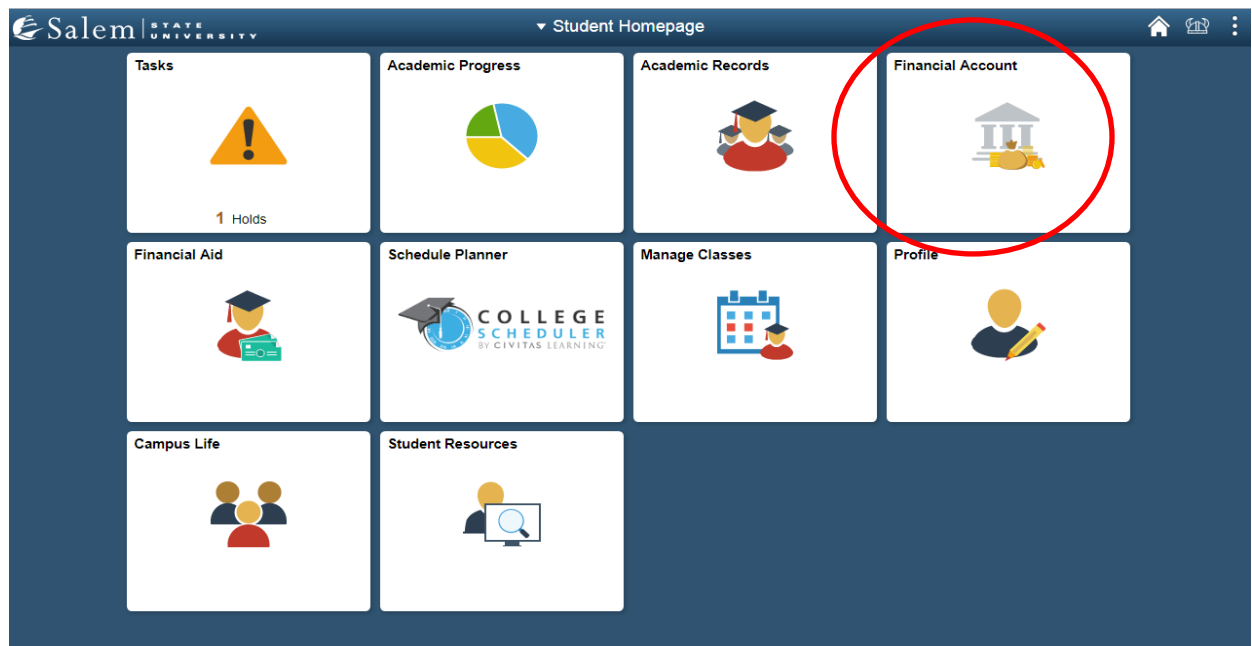 Salem STATE UNIVERSITY
Student Homepage
Tasks
1 Holds
Academic Progress
Academic Records
Financial Account
Financial Aid
Schedule Planner
COLLEGE
SCHEDULER
BY CIVITAS LEARNING
Manage Classes
Profile
Campus Life
Student Resources